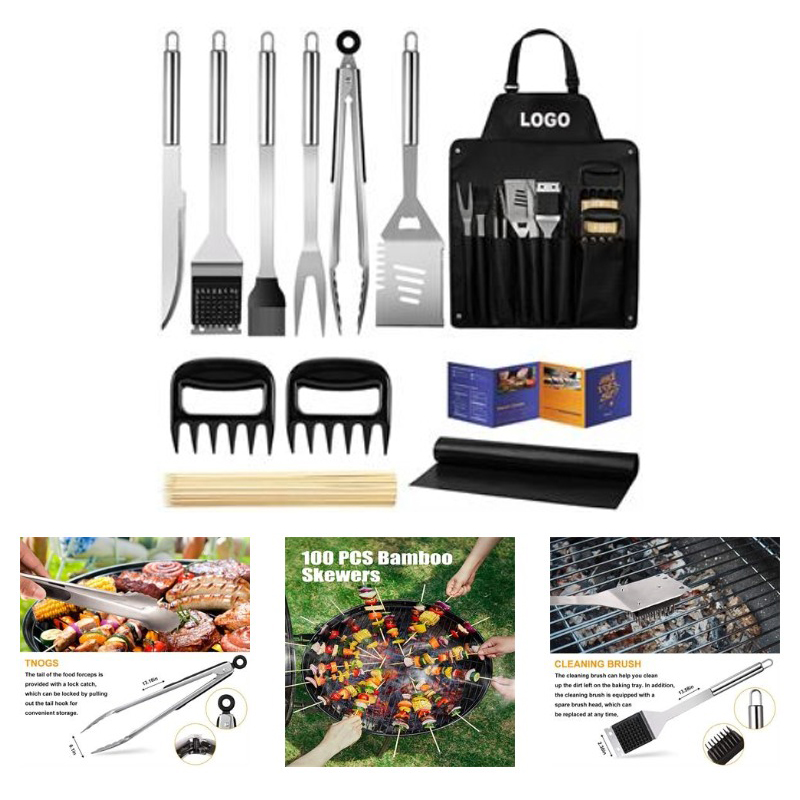 LOGO
100 PCS Bamboo
Skewers
TNOGS
The tail of the food forceps is
provided with a lock catch,
which can be locked by pulling
out the tail hook for
convenient storage.
CLEANING BRUSH
The cleaning brush can help you clean
up the dirt left on the baking tray. In addition,
the cleaning brush is equipped with a
spare brush head, which can
be replaced at any time.